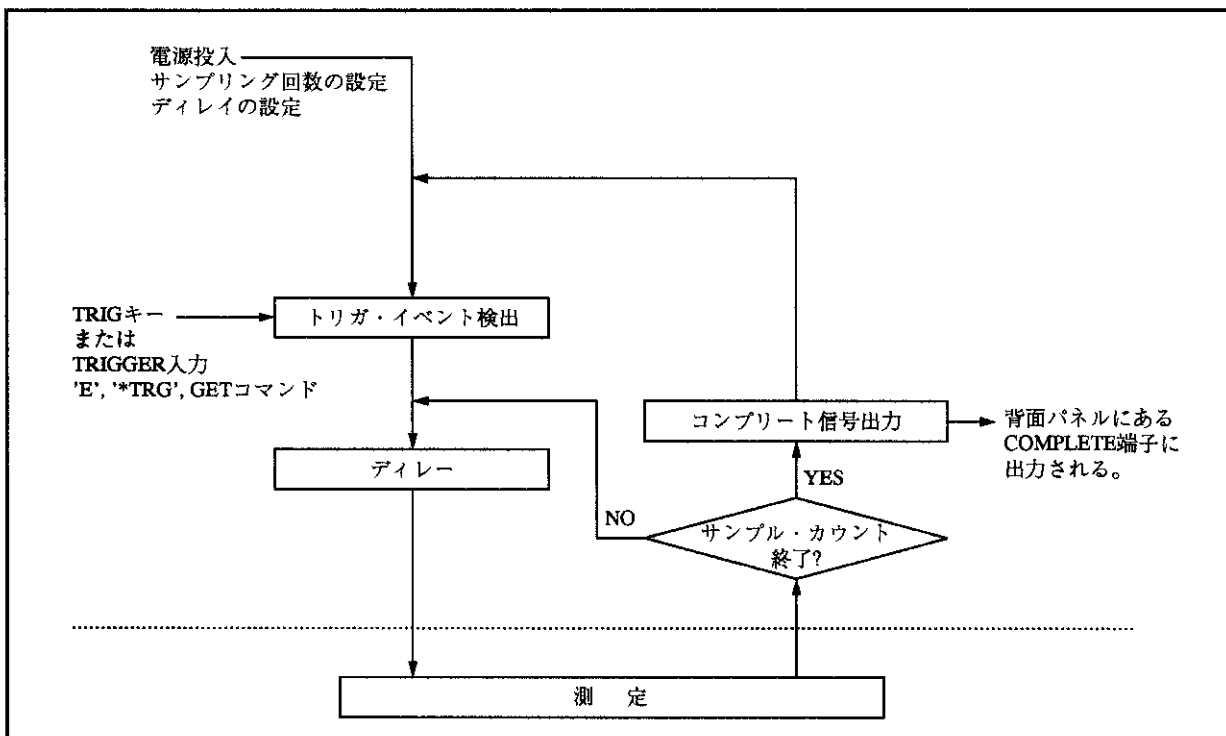 電源投入
サンプリング回数の設定
ディレイの設定
TRIGキー
または
TRIGGER入力
'E', '*TRG', GETコマンド
トリガ・イベント検出
ディレー
コンプリート信号出力
背面パネルにある
COMPLETE端子に
出力される。
YES
NO
サンプル・カウント
終了?
測 定